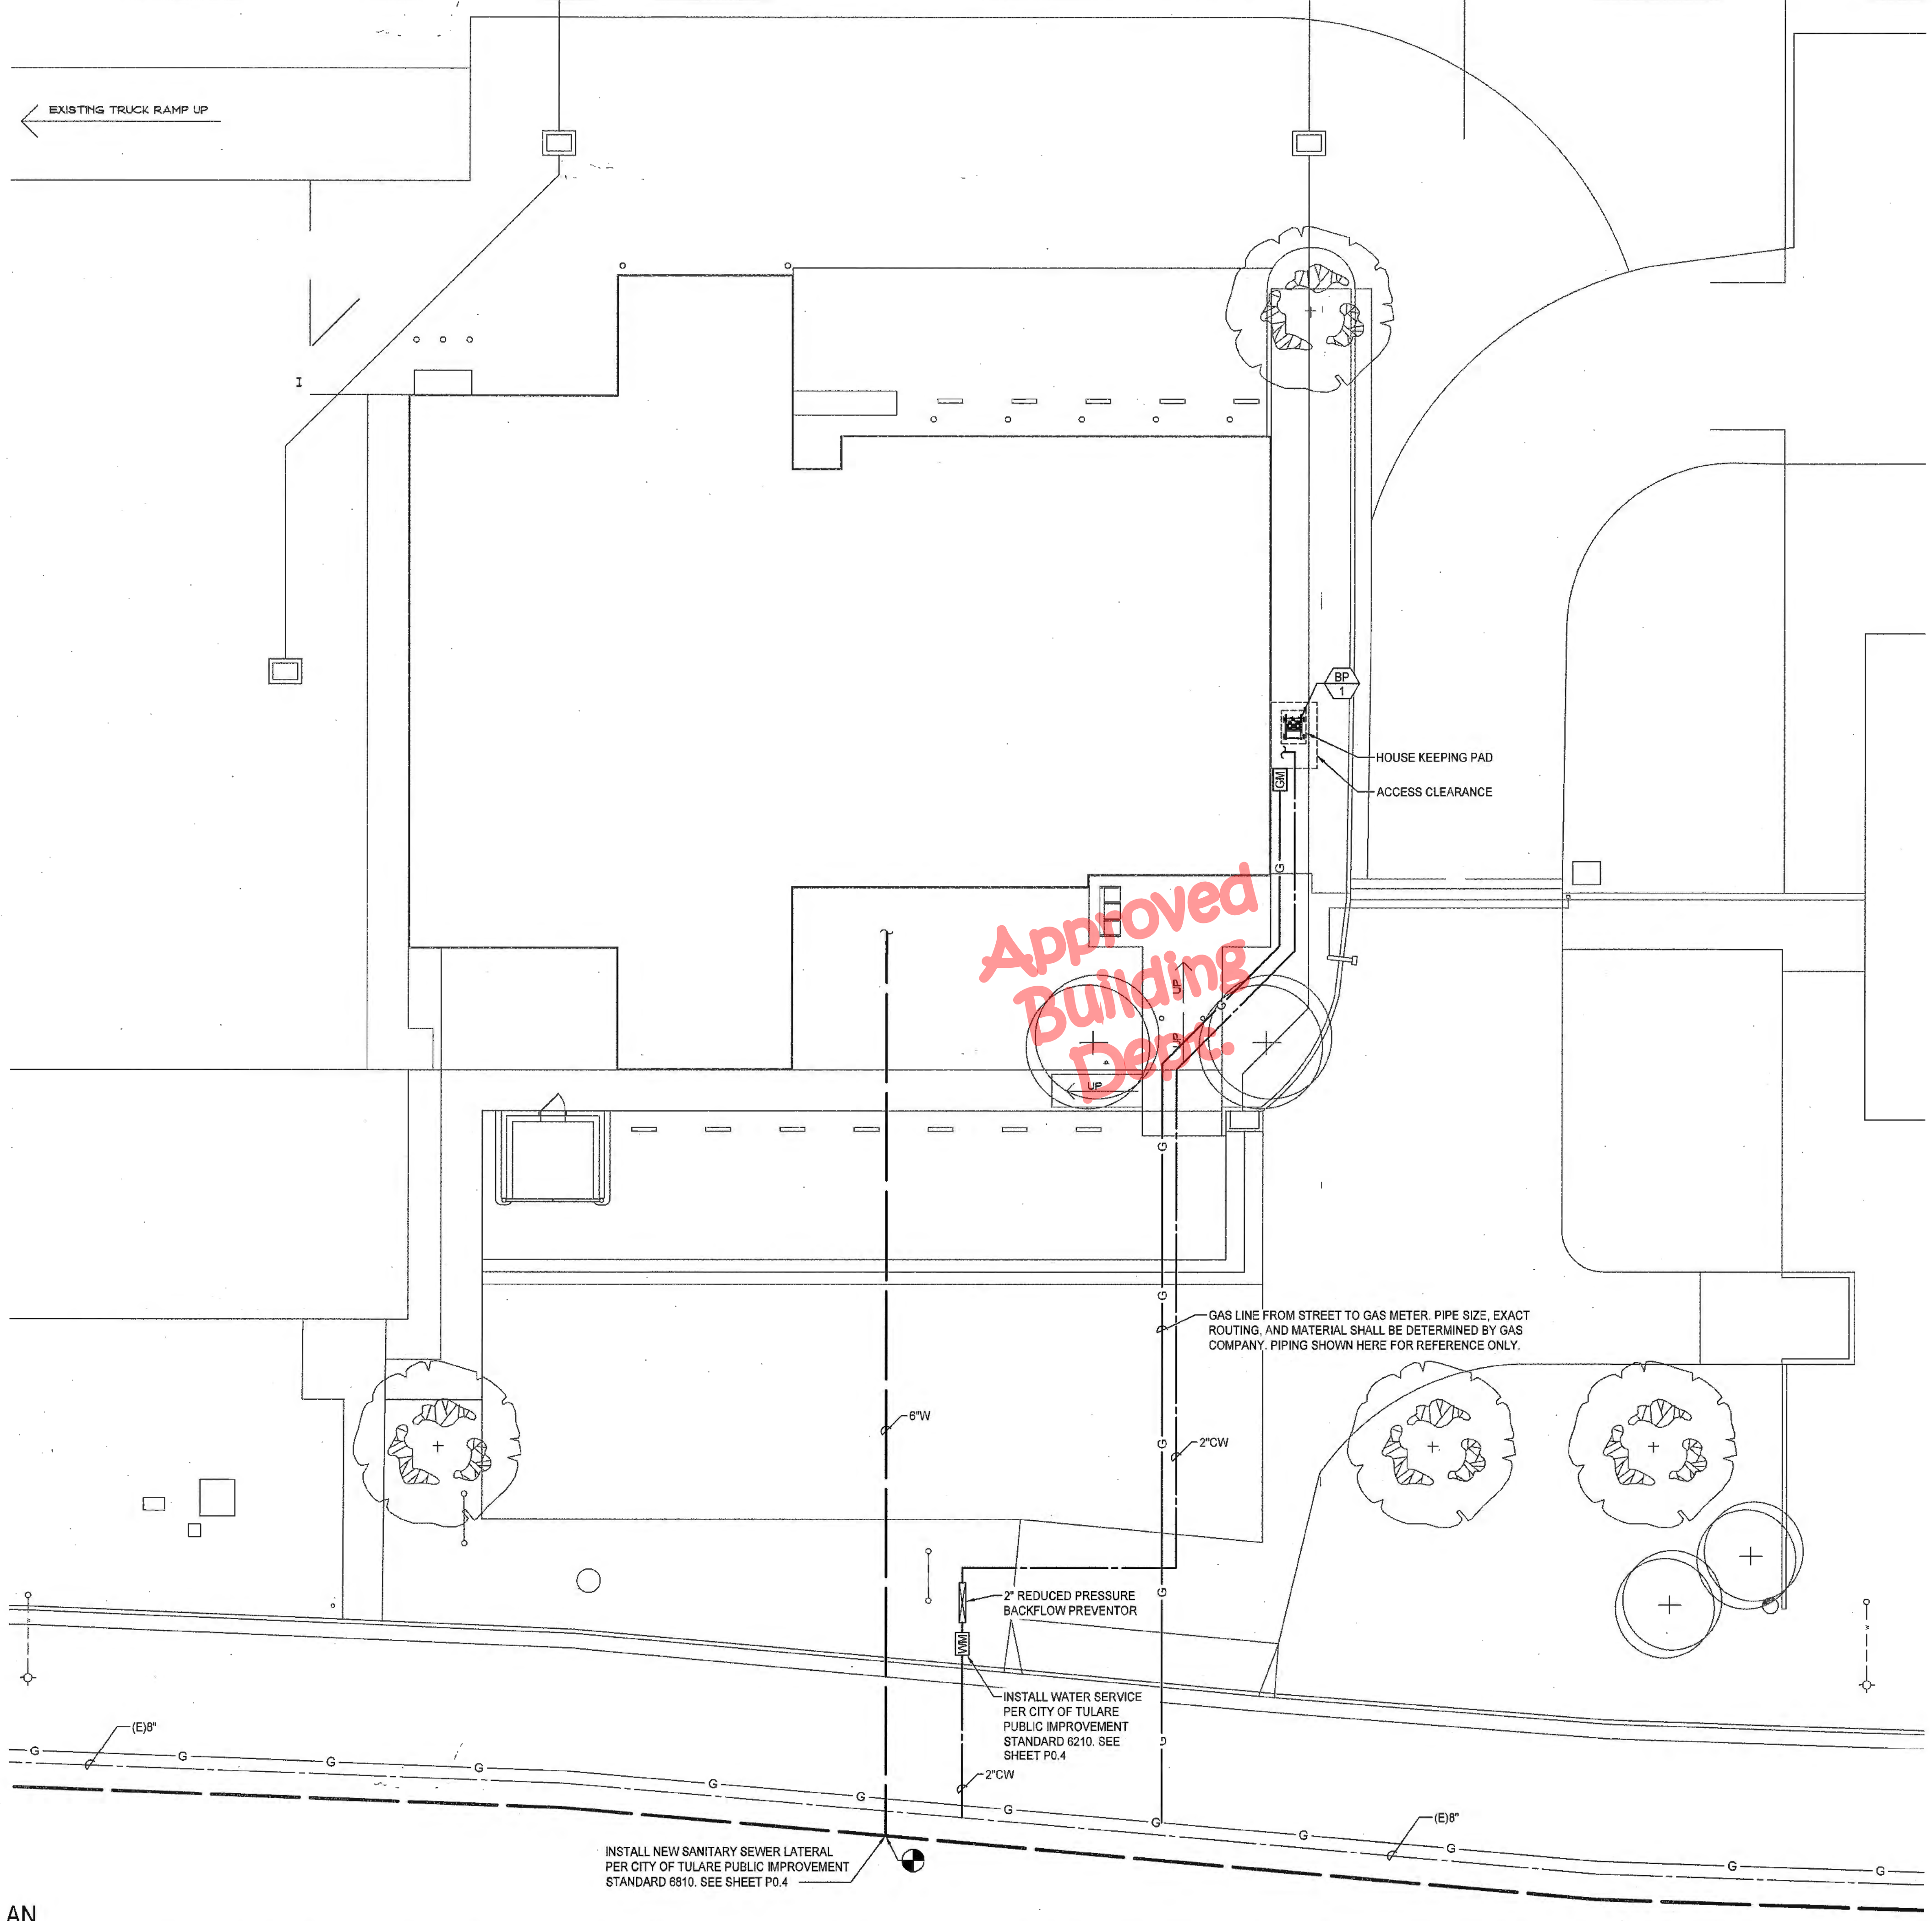 EXISTING TRUCK RAMP UP
I
BP
1
HOUSE KEEPING PAD
ACCESS CLEARANCE
GM
G
Approved
Building
Dept.
UP
G
UP
UP
G
G
GAS LINE FROM STREET TO GAS METER. PIPE SIZE, EXACT
ROUTING, AND MATERIAL SHALL BE DETERMINED BY GAS
COMPANY. PIPING SHOWN HERE FOR REFERENCE ONLY.
6"W
G
2"CW
G
2" REDUCED PRESSURE
BACKFLOW PREVENTOR
WM
INSTALL WATER SERVICE
PER CITY OF TULARE
PUBLIC IMPROVEMENT
STANDARD 6210. SEE
SHEET P0.4
(E)8"
G
G
G
G
G
G
G
G
G
G
G
G
2"CW
(E)8"
INSTALL NEW SANITARY SEWER LATERAL
PER CITY OF TULARE PUBLIC IMPROVEMENT
STANDARD 6810. SEE SHEET P0.4
AN